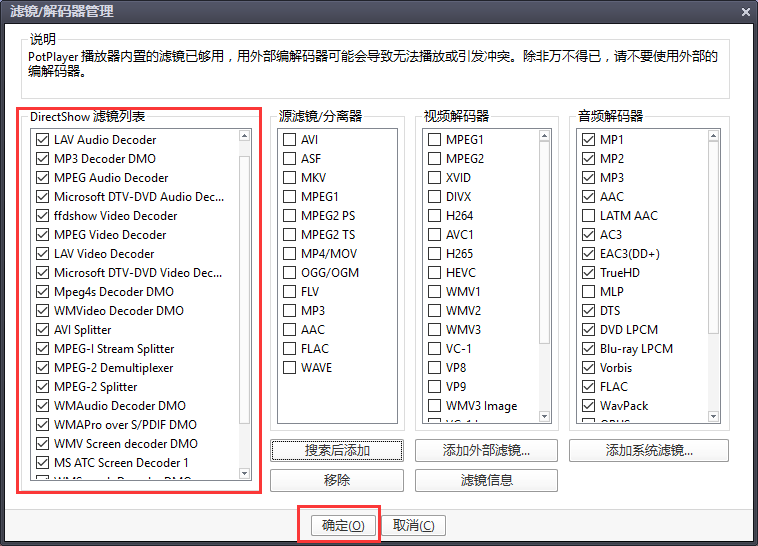 滤镜/解码器管理
说明
PotPlayer 播放器内置的滤镜已够用，用外部编解码器可能会导致无法播放或引发冲突。除非万不得已，请不要使用外部的
编解码器。
DirectShow 滤镜列表
LAV Audio Decoder
MP3 Decoder DMO
MPEG Audio Decoder
Microsoft DTV-DVD Audio Dec...
ffdshow Video Decoder
MPEG Video Decoder
LAV Video Decoder
Microsoft DTV-DVD Video Dec...
Mpeg4s Decoder DMO
WMVideo Decoder DMO
AVI Splitter
MPEG-I Stream Splitter
MPEG-2 Demultiplexer
MPEG-2 Splitter
WMAudio Decoder DMO
WMAPro over S/PDIF DMO
WMV Screen decoder DMO
MS ATC Screen Decoder 1
源滤镜/分离器
AVI
ASF
MKV
MPEG1
MPEG2 PS
MPEG2 TS
MP4/MOV
OGG/OGM
FLV
MP3
AAC
FLAC
WAVE
视频解码器
MPEG1
MPEG2
XVID
DIVX
H264
AVC1
H265
HEVC
WMV1
WMV2
WMV3
VC-1
VP8
VP9
WMV3 Image
音频解码器
MP1
MP2
MP3
AAC
LATM AAC
AC3
EAC3(DD+)
TrueHD
MLP
DTS
DVD LPCM
Blu-ray LPCM
Vorbis
FLAC
WavPack
搜索后添加
添加外部滤镜...
添加系统滤镜...
移除
滤镜信息
确定(O)
取消(C)